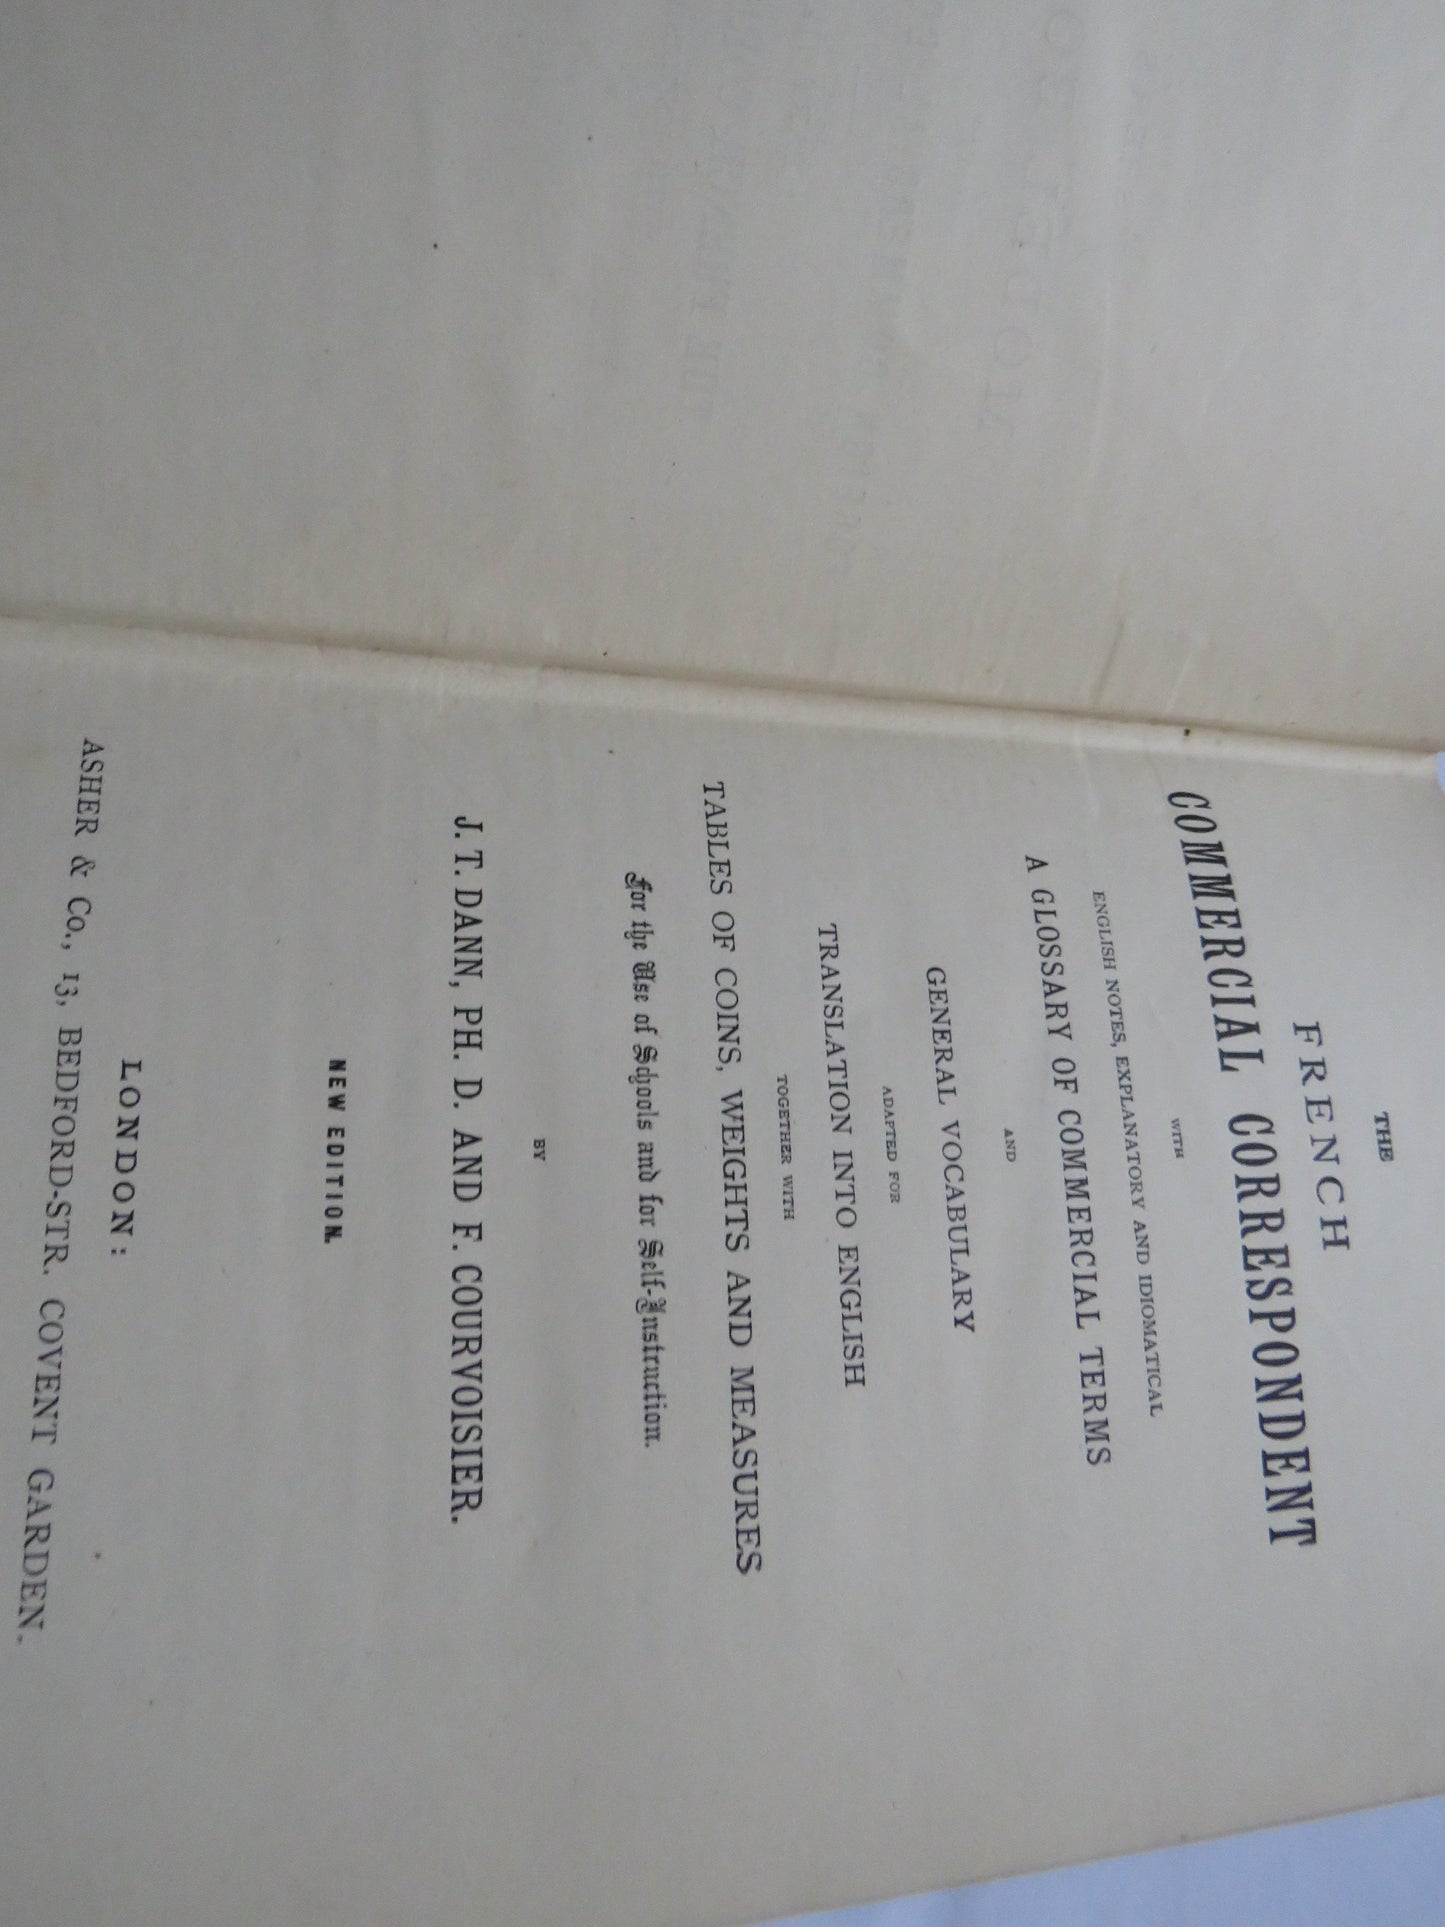 THE
FRENCH
COMMERCIAL CORRESPONDENT
WITH
ENGLISH NOTES, EXPLANATORY AND IDIOMATICAL
A GLOSSARY OF COMMERCIAL TERMS
AND
GENERAL VOCABULARY
ADAPTED FOR
TRANSLATION INTO ENGLISH
TOGETHER WITH
TABLES OF COINS, WEIGHTS AND MEASURES
For the Use of Schools and for Self-Instruction.
BY
J. T. DANN, PH. D. AND F. COURVOISIER.
NEW EDITION.
LONDON:
ASHER & Co., 13, BEDFORD-STR. COVENT GARDEN.